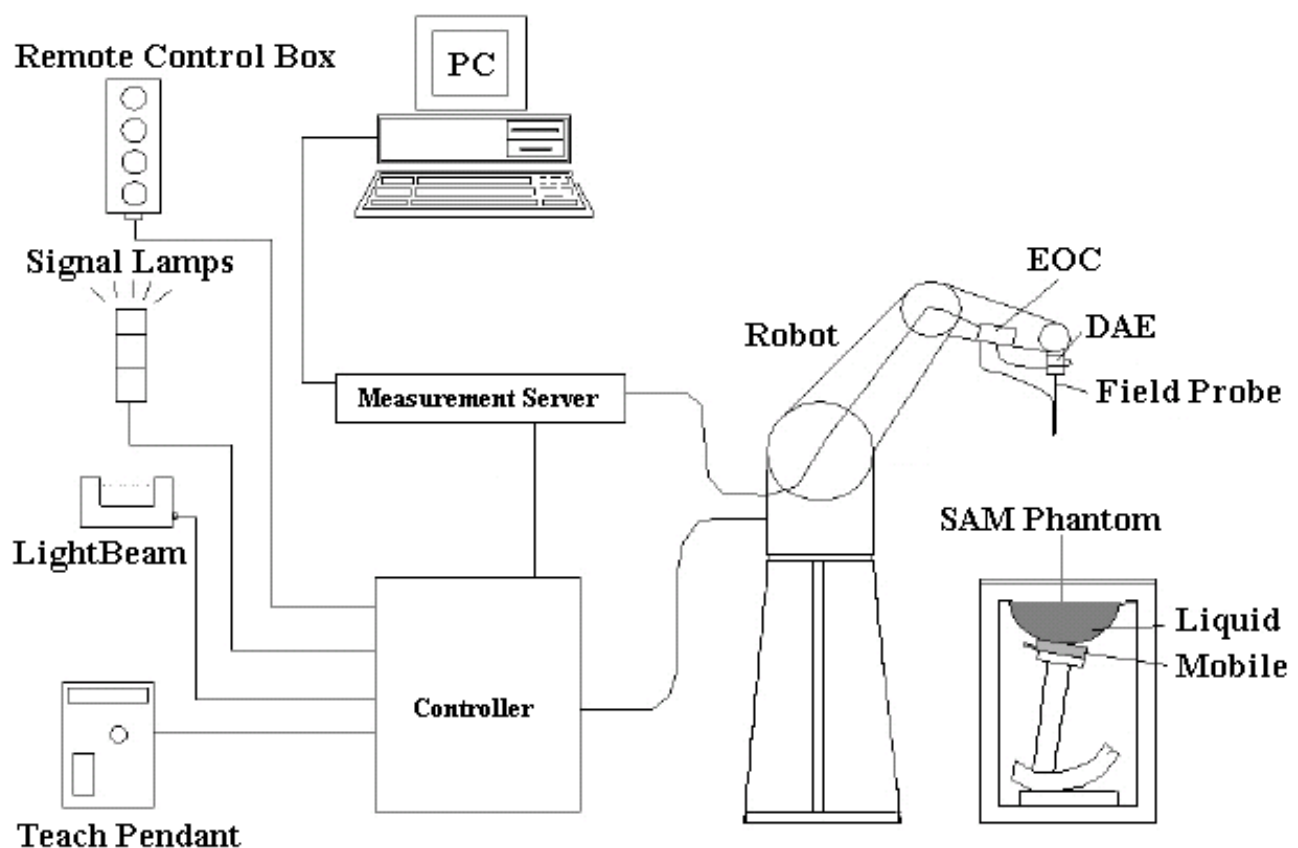 Remote Control Box
PC
Signal Lamps
EOC
Robot
DAE
Measurement Server
Field Probe
LightBeam
SAM Phantom
Liquid
Mobile
Controller
Teach Pendant